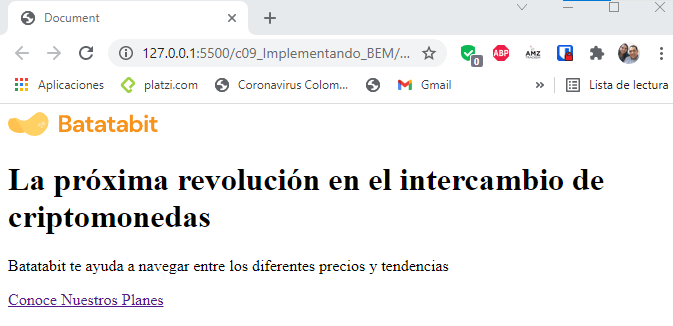 Document
127.0.0.1:5500/c09_Implementando_BEM/...
0
ABP
AMZ
Aplicaciones
platzi.com
Coronavirus Colom...
Gmail
»
Lista de lectura
Batatabit
La próxima revolución en el intercambio de
criptomonedas
Batatabit te ayuda a navegar entre los diferentes precios y tendencias
Conoce Nuestros Planes